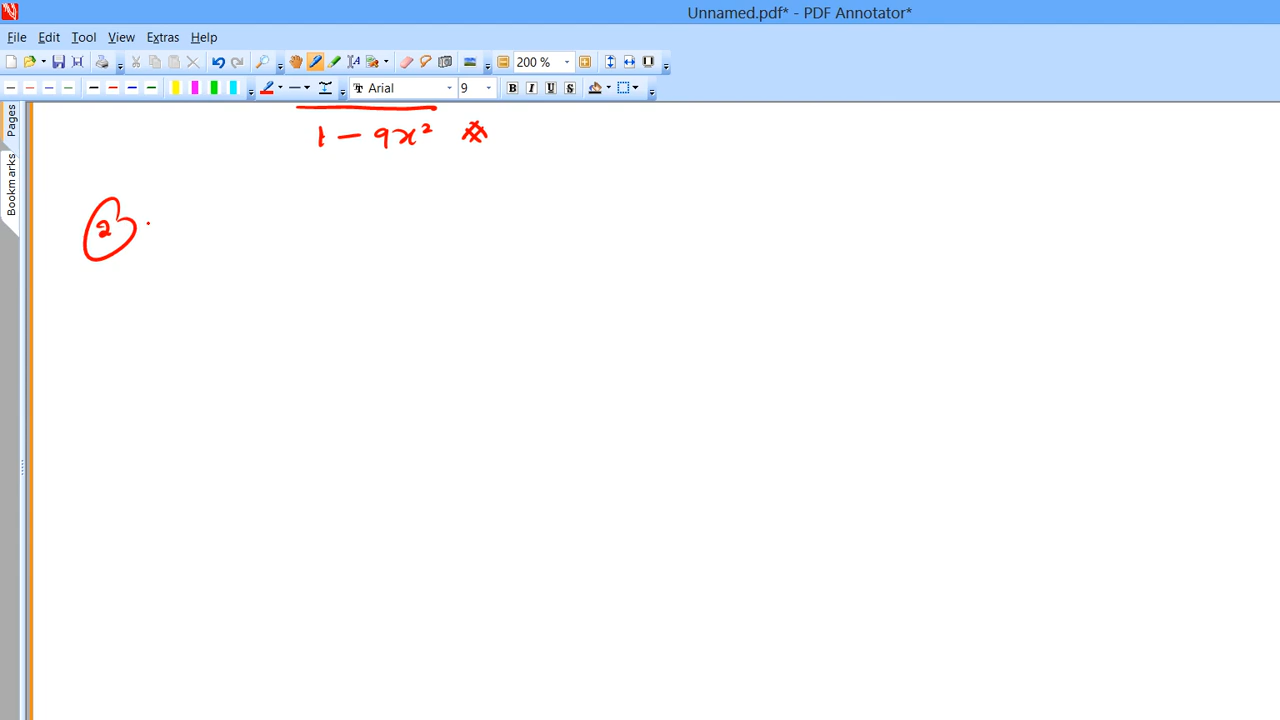 Unnamed.pdf* - PDF Annotator*
File Edit Tool View Extras Help
200 %
Arial 9 B I U S
Pages
Bookmarks
1 - 9x² #
2